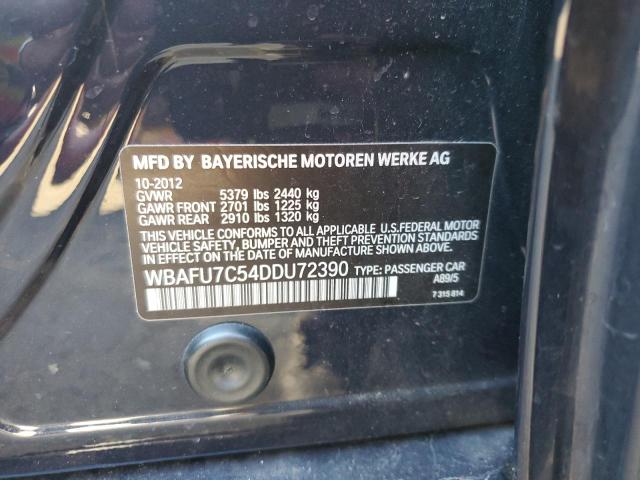 MFD BY BAYERISCHE MOTOREN WERKE AG
10-2012
GVWR 5379 lbs 2440 kg
GAWR FRONT 2701 lbs 1225 kg
GAWR REAR 2910 lbs 1320 kg
THIS VEHICLE CONFORMS TO ALL APPLICABLE U.S.FEDERAL MOTOR
VEHICLE SAFETY, BUMPER AND THEFT PREVENTION STANDARDS IN
EFFECT ON THE DATE OF MANUFACTURE SHOWN ABOVE.
WBAFU7C54DDU72390 TYPE: PASSENGER CAR
A89/5
7 315 814